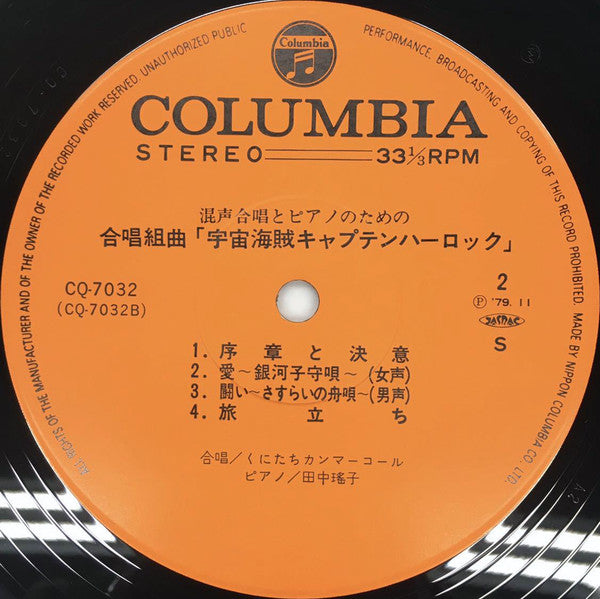 ALL RIGHTS OF THE MANUFACTURER AND OF THE OWNER OF THE RECORDED WORK RESERVED. UNAUTHORIZED PUBLIC PERFORMANCE, BROADCASTING AND COPYING OF THIS RECORD PROHIBITED. MADE BY NIPPON COLUMBIA CO. LTD.
Columbia
COLUMBIA
STEREO 33⅓RPM
混声合唱とピアノのための
合唱組曲「宇宙海賊キャプテンハーロック」
CQ-7032
(CQ-7032B)
2
Ⓟ '79. 11
JASRAC
S
1. 序章と決意
2. 愛〜銀河子守唄〜(女声)
3. 闘い〜さすらいの舟唄〜(男声)
4. 旅立ち
合唱/くにたちカンマーコール
ピアノ/田中瑤子